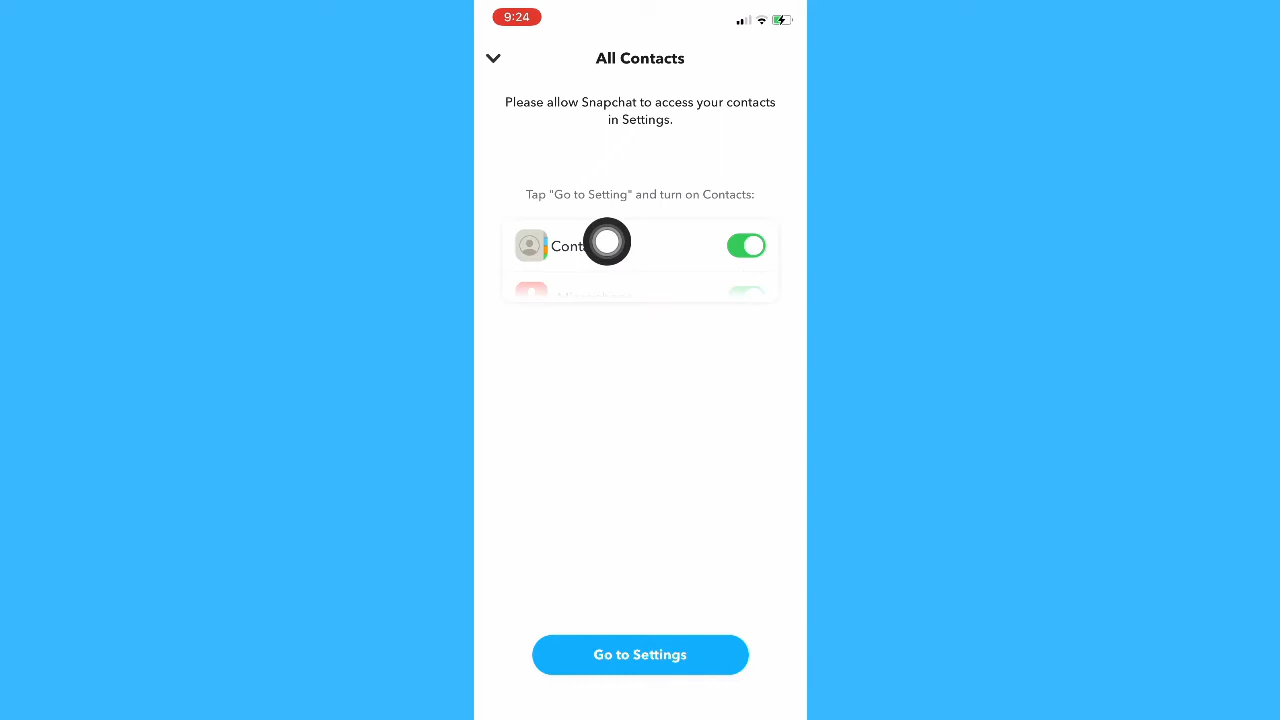 9:24
All Contacts
Please allow Snapchat to access your contacts
in Settings.
Tap "Go to Setting" and turn on Contacts:
Go to Settings